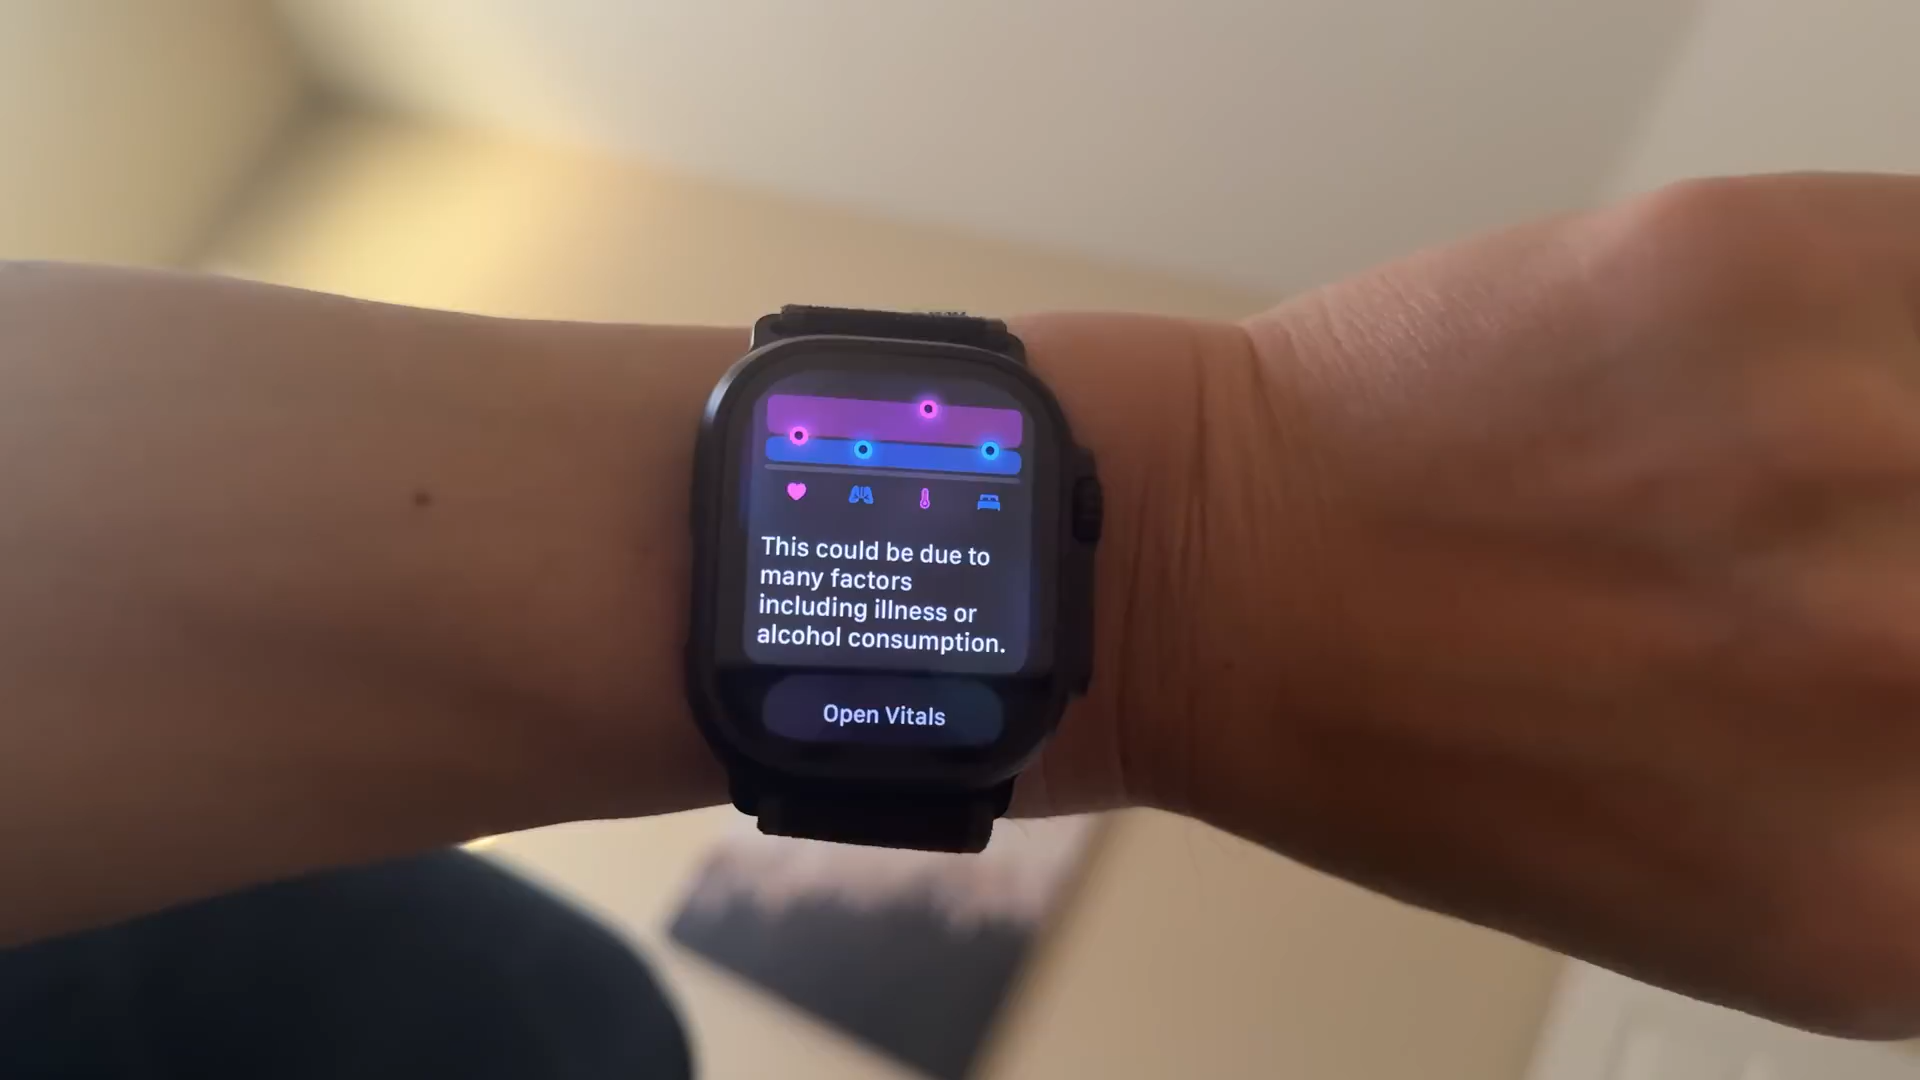 This could be due to
many factors
including illness or
alcohol consumption.
Open Vitals